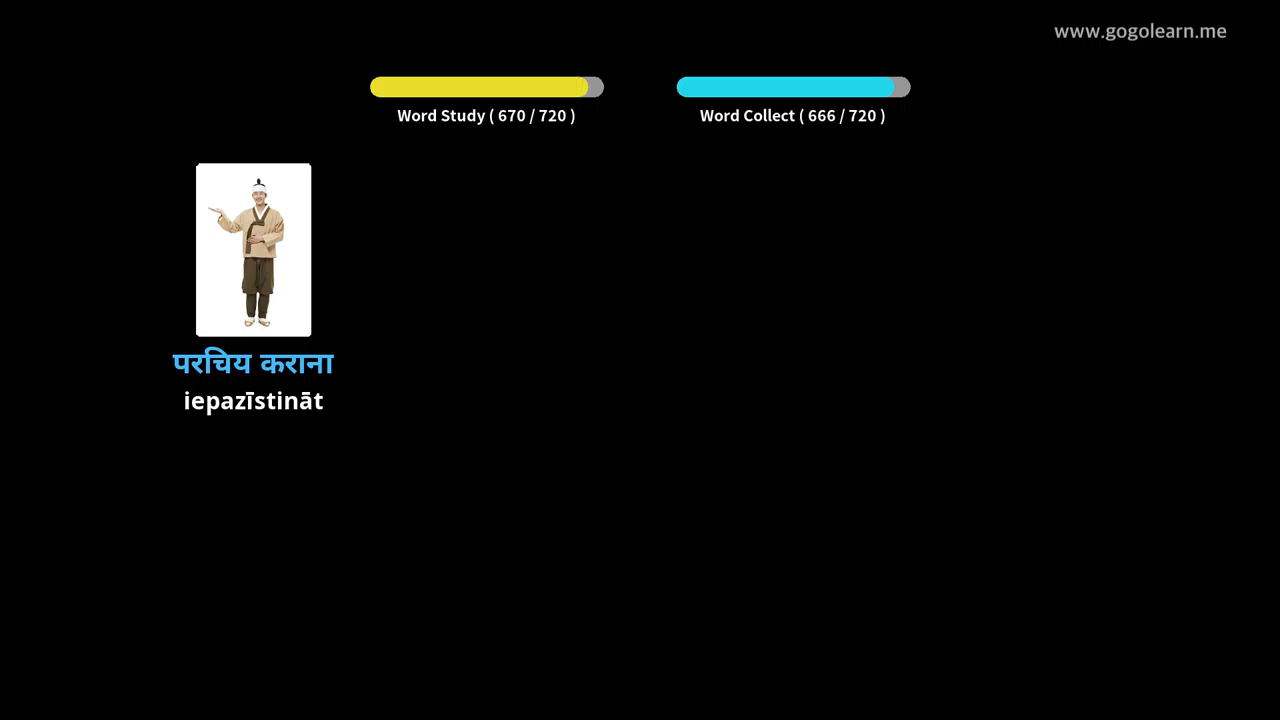 www.gogolearn.me
Word Study ( 670 / 720 )
Word Collect ( 666 / 720 )
परिचय कराना
iepazīstināt